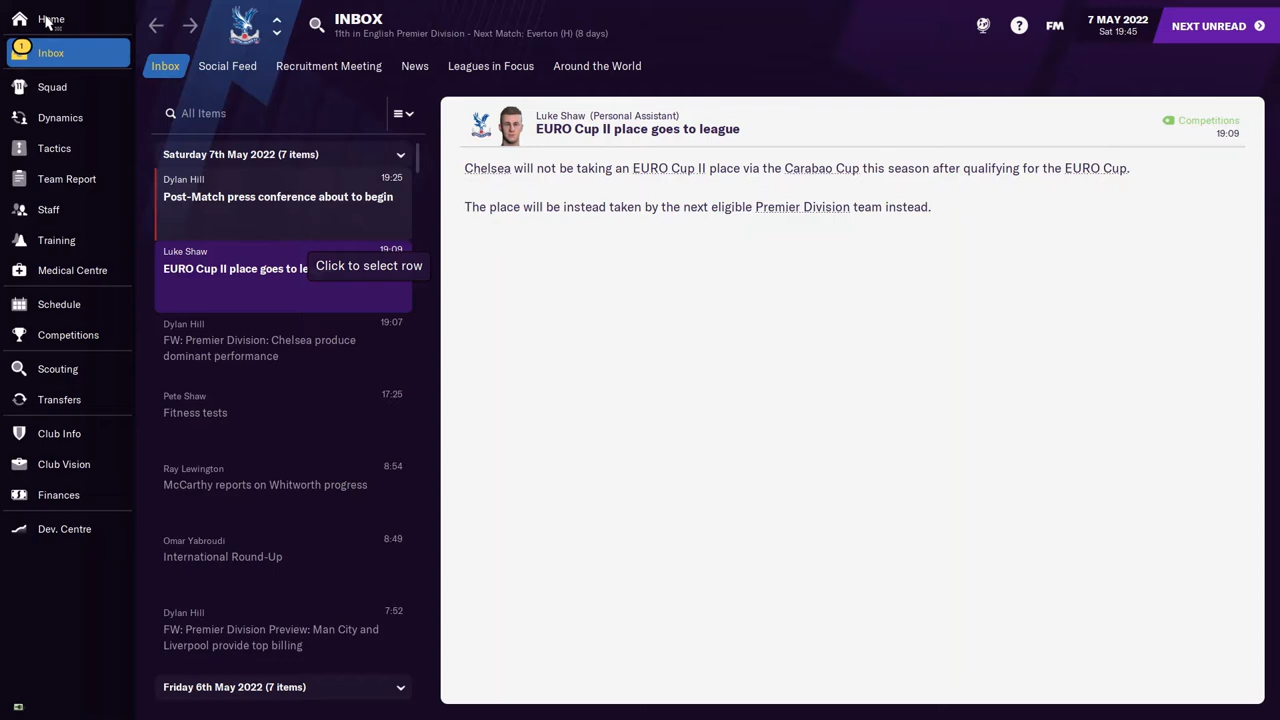 Home
INBOX
11th in English Premier Division - Next Match: Everton (H) (8 days)
?
FM
7 MAY 2022
Sat 19:45
NEXT UNREAD
1
Inbox
Inbox
Social Feed
Recruitment Meeting
News
Leagues in Focus
Around the World
Squad
Dynamics
Tactics
Team Report
Staff
Training
Medical Centre
Schedule
Competitions
Scouting
Transfers
Club Info
Club Vision
Finances
Dev. Centre
All Items
Saturday 7th May 2022 (7 items)
Dylan Hill 19:25
Post-Match press conference about to begin
Luke Shaw 19:09
EURO Cup II place goes to le
Click to select row
Dylan Hill 19:07
FW: Premier Division: Chelsea produce
dominant performance
Pete Shaw 17:25
Fitness tests
Ray Lewington 8:54
McCarthy reports on Whitworth progress
Omar Yabroudi 8:49
International Round-Up
Dylan Hill 7:52
FW: Premier Division Preview: Man City and
Liverpool provide top billing
Friday 6th May 2022 (7 items)
Luke Shaw (Personal Assistant)
EURO Cup II place goes to league
Competitions
19:09
Chelsea will not be taking an EURO Cup II place via the Carabao Cup this season after qualifying for the EURO Cup.
The place will be instead taken by the next eligible Premier Division team instead.